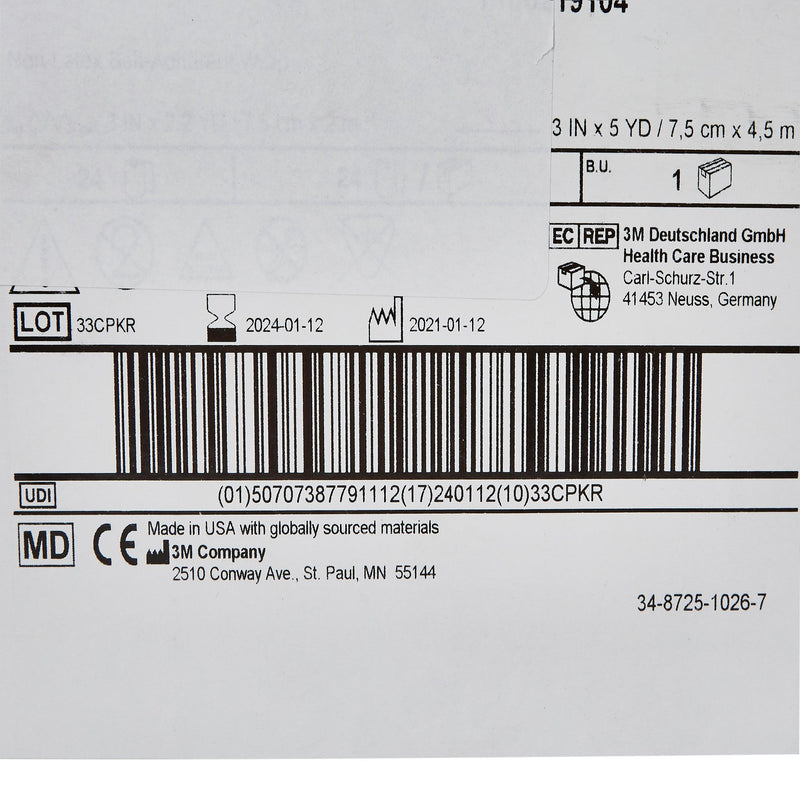 19104
3 IN x 5 YD / 7,5 cm x 4,5 m
B.U.
1
EC REP
3M Deutschland GmbH
Health Care Business
Carl-Schurz-Str.1
41453 Neuss, Germany
LOT 33CPKR 2024-01-12 2021-01-12
UDI (01)50707387791112(17)240112(10)33CPKR
MD CE Made in USA with globally sourced materials
3M Company
2510 Conway Ave., St. Paul, MN 55144
34-8725-1026-7